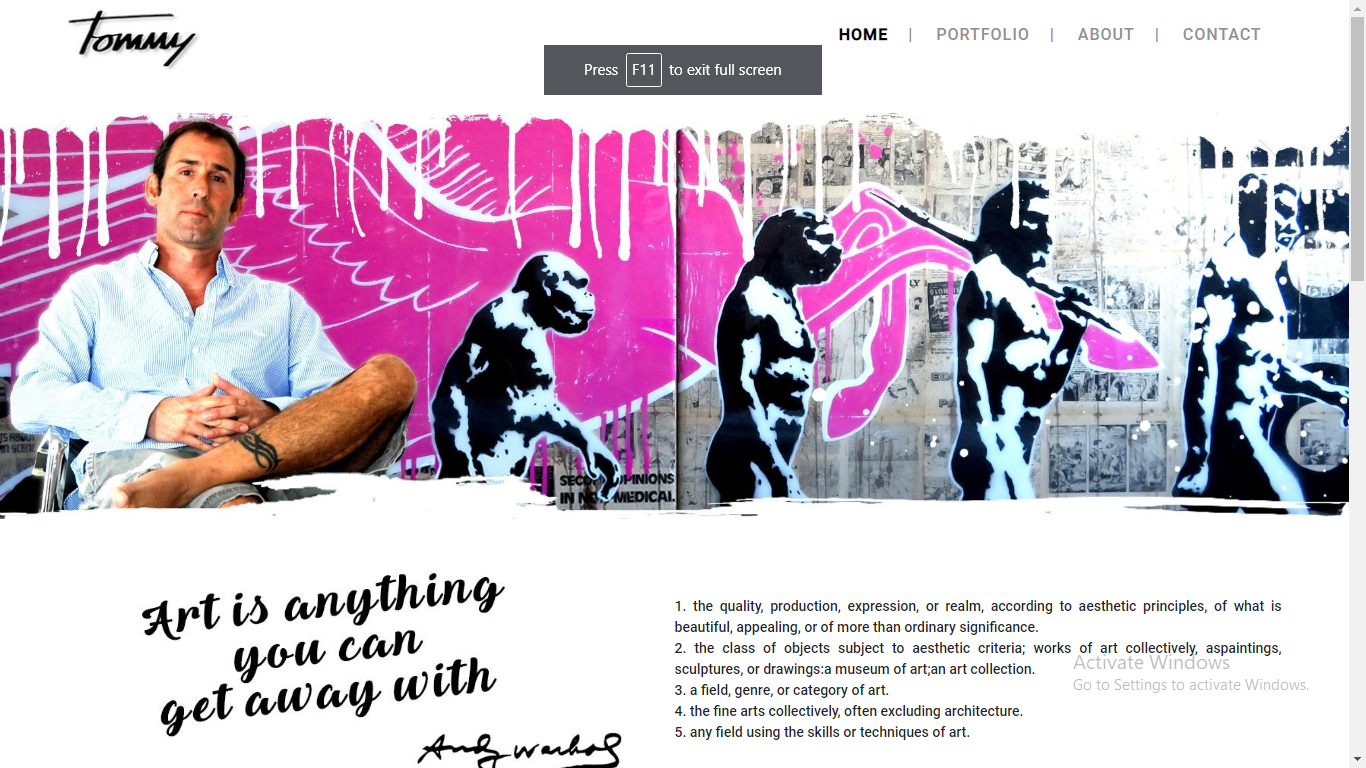 Tommy
HOME | PORTFOLIO | ABOUT | CONTACT
Press F11 to exit full screen
IN NE MEDICAL
Art is anything
you can
get away with
Andy Warhol
1. the quality, production, expression, or realm, according to aesthetic principles, of what is
beautiful, appealing, or of more than ordinary significance.
2. the class of objects subject to aesthetic criteria; works of art collectively, aspaintings,
sculptures, or drawings:a museum of art;an art collection.
3. a field, genre, or category of art.
4. the fine arts collectively, often excluding architecture.
5. any field using the skills or techniques of art.
Activate Windows
Go to Settings to activate Windows.